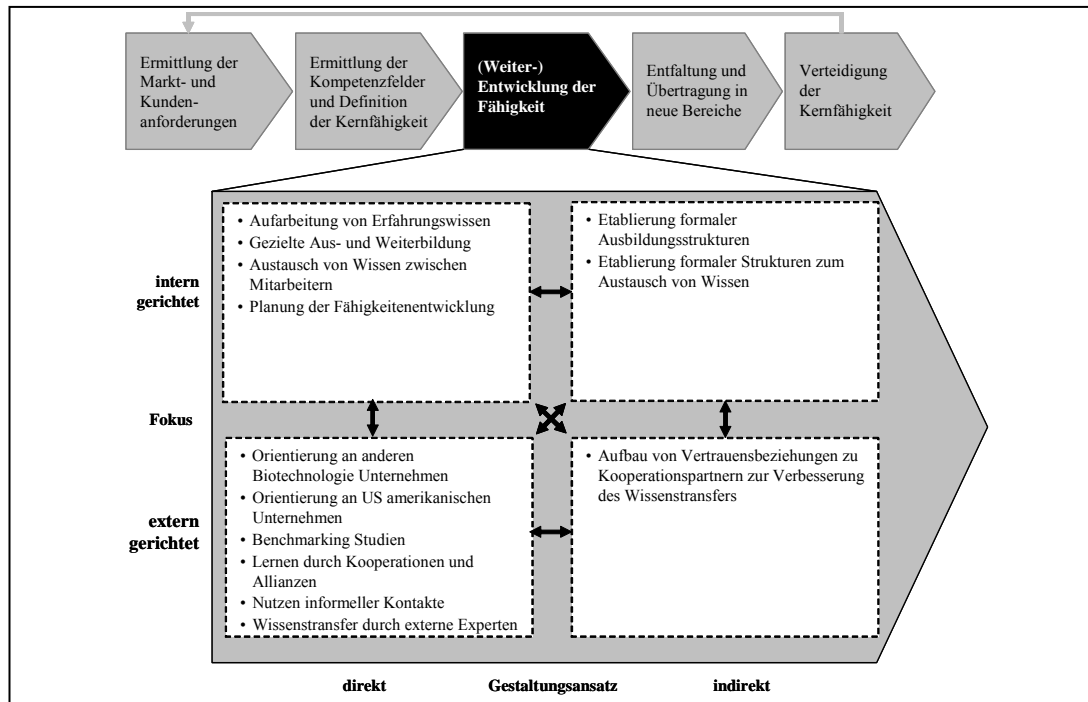 Ermittlung der
Markt- und
Kunden-
anforderungen
Ermittlung der
Kompetenzfelder
und Definition
der Kernfähigkeit
(Weiter-)
Entwicklung der
Fähigkeit
Entfaltung und
Übertragung in
neue Bereiche
Verteidigung
der
Kernfähigkeit
intern
gerichtet
• Aufarbeitung von Erfahrungswissen
• Gezielte Aus- und Weiterbildung
• Austausch von Wissen zwischen
Mitarbeitern
• Planung der Fähigkeitenentwicklung
• Etablierung formaler
Ausbildungsstrukturen
• Etablierung formaler Strukturen zum
Austausch von Wissen
Fokus
extern
gerichtet
• Orientierung an anderen
Biotechnologie Unternehmen
• Orientierung an US amerikanischen
Unternehmen
• Benchmarking Studien
• Lernen durch Kooperationen und
Allianzen
• Nutzen informeller Kontakte
• Wissenstransfer durch externe Experten
• Aufbau von Vertrauensbeziehungen zu
Kooperationspartnern zur Verbesserung
des Wissenstransfers
direkt
Gestaltungsansatz
indirekt